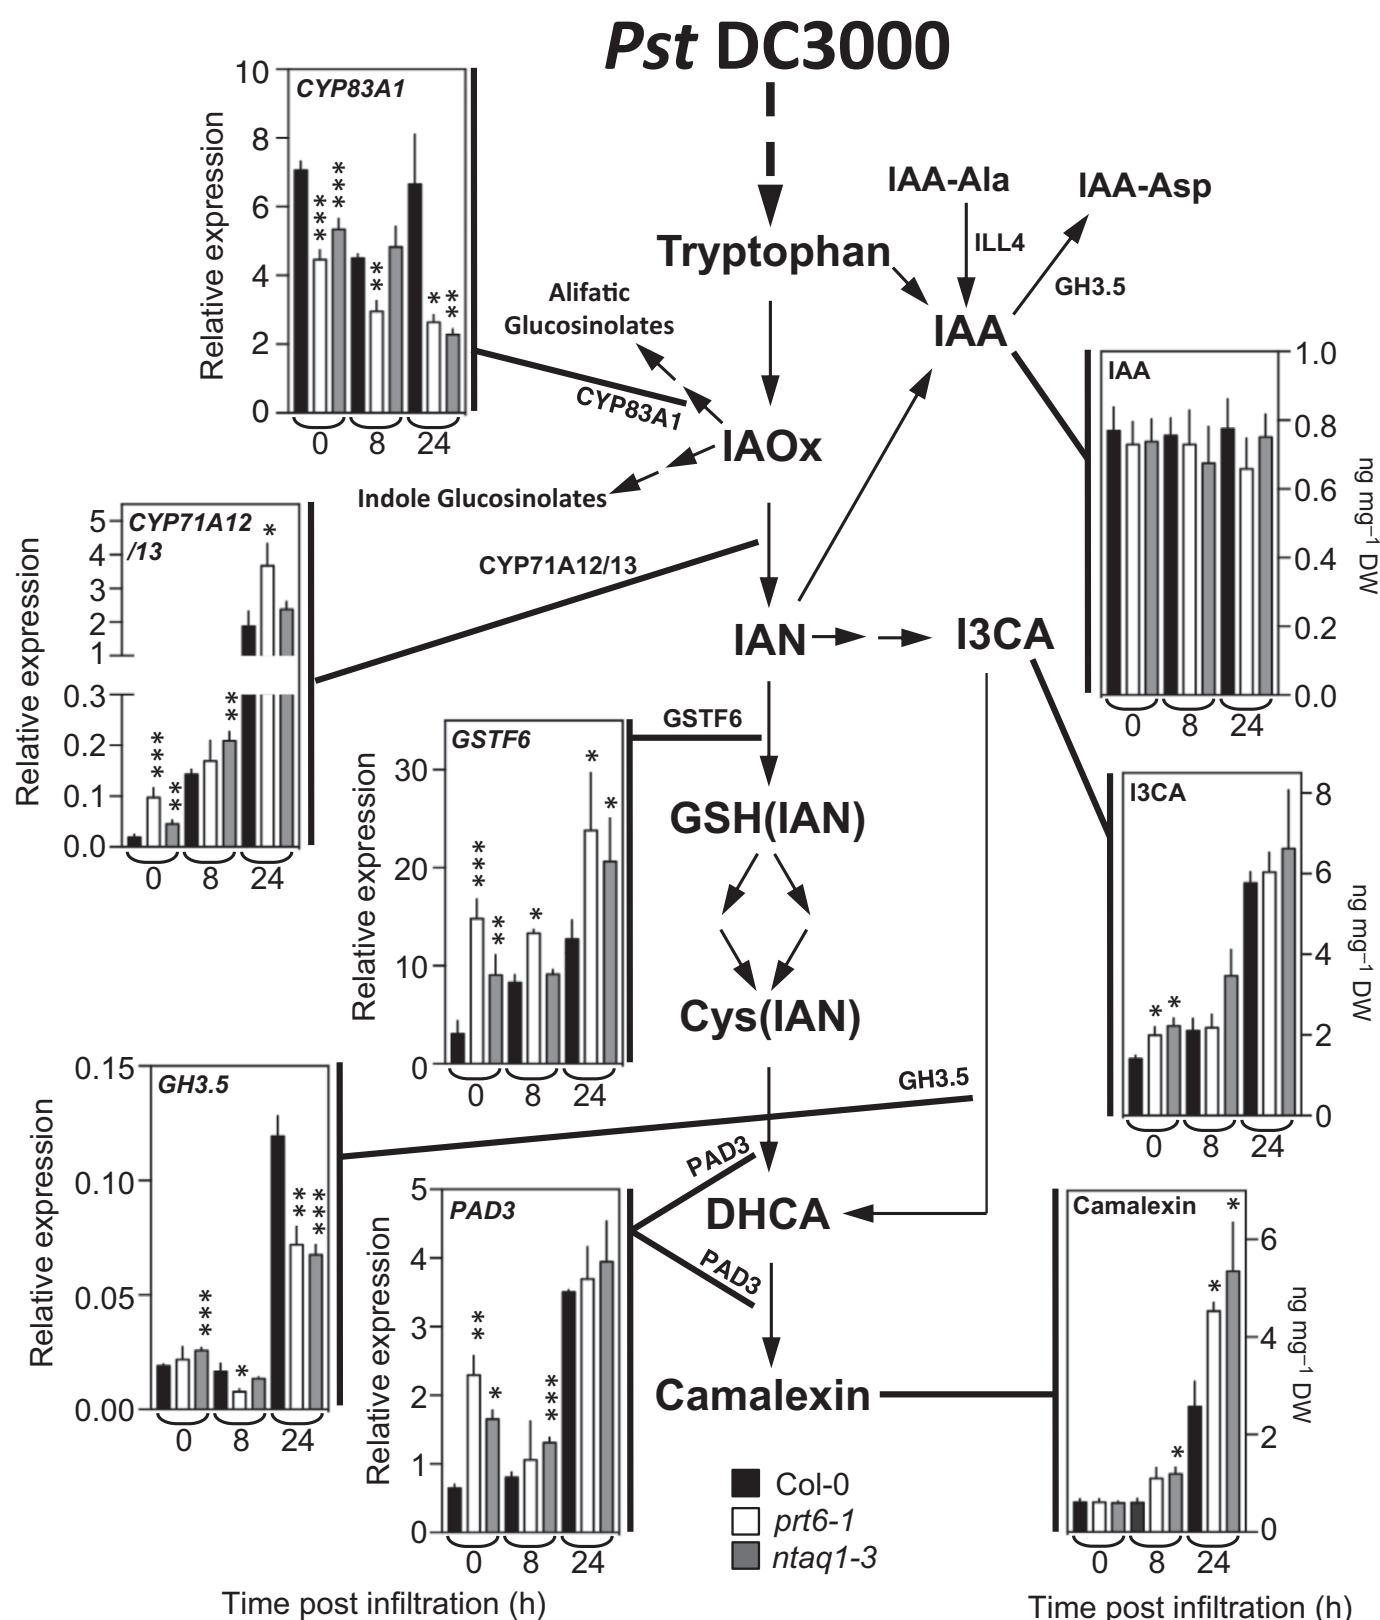 Pst DC3000
CYP83A1
Relative expression
10
8
6
4
2
0
***
***
**
*
**
0 8 24
IAA-Ala
IAA-Asp
ILL4
GH3.5
Tryptophan
IAA
Alifatic
Glucosinolates
CYP83A1
IAOx
Indole Glucosinolates
IAA
1.0
0.8
0.6
0.4
0.2
0.0
ng mg–1 DW
0 8 24
CYP71A12
/13
Relative expression
5
4
3
2
1
0.3
0.2
0.1
0.0
***
**
**
*
0 8 24
CYP71A12/13
IAN
I3CA
GSTF6
GSTF6
Relative expression
30
20
10
0
***
**
*
*
*
0 8 24
GSH(IAN)
Cys(IAN)
I3CA
8
6
4
2
0
ng mg–1 DW
*
*
0 8 24
GH3.5
GH3.5
Relative expression
0.15
0.10
0.05
0.00
***
*
**
***
0 8 24
PAD3
DHCA
PAD3
PAD3
Relative expression
5
4
3
2
1
0
**
*
***
0 8 24
Camalexin
Camalexin
6
4
2
0
ng mg–1 DW
*
*
*
0 8 24
Col-0
prt6-1
ntaq1-3
Time post infiltration (h)
Time post infiltration (h)